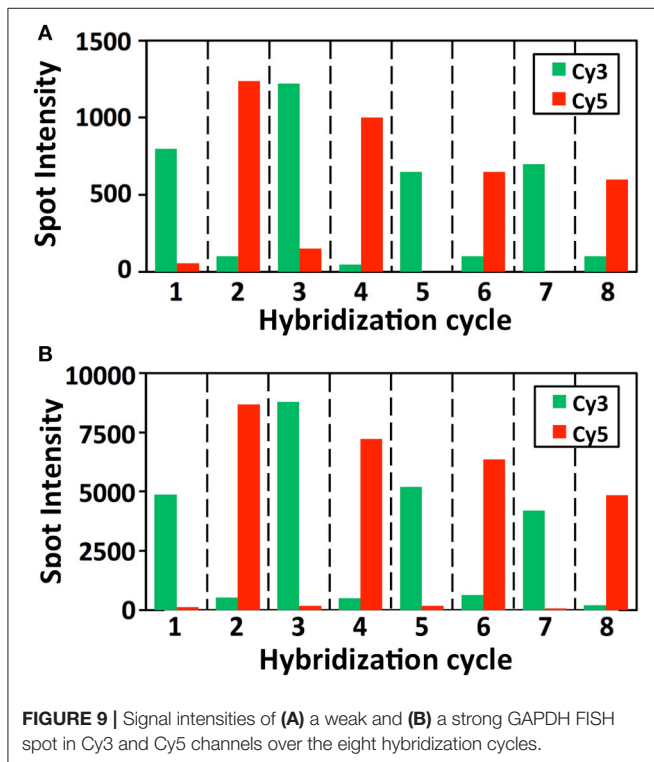 A
1500
1000
500
0
Spot Intensity
Cy3
Cy5
1 2 3 4 5 6 7 8
Hybridization cycle
B
10000
7500
5000
2500
0
Spot Intensity
Cy3
Cy5
1 2 3 4 5 6 7 8
Hybridization cycle
FIGURE 9 | Signal intensities of (A) a weak and (B) a strong GAPDH FISH
spot in Cy3 and Cy5 channels over the eight hybridization cycles.